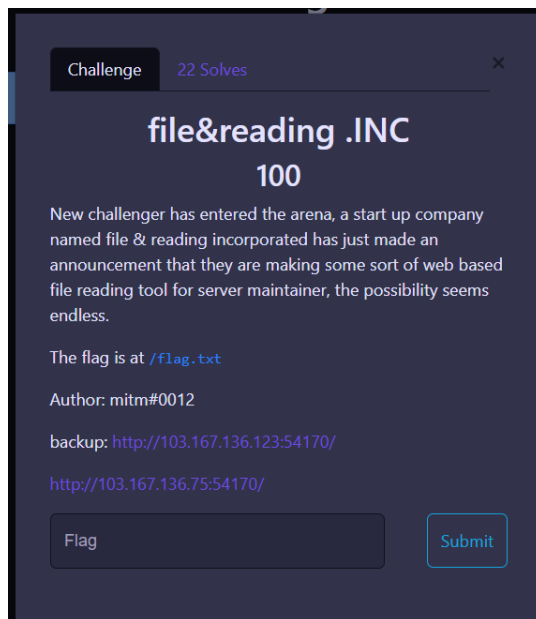 Challenge
22 Solves
×
file&reading .INC
100
New challenger has entered the arena, a start up company
named file & reading incorporated has just made an
announcement that they are making some sort of web based
file reading tool for server maintainer, the possibility seems
endless.
The flag is at /flag.txt
Author: mitm#0012
backup: http://103.167.136.123:54170/
http://103.167.136.75:54170/
Flag
Submit